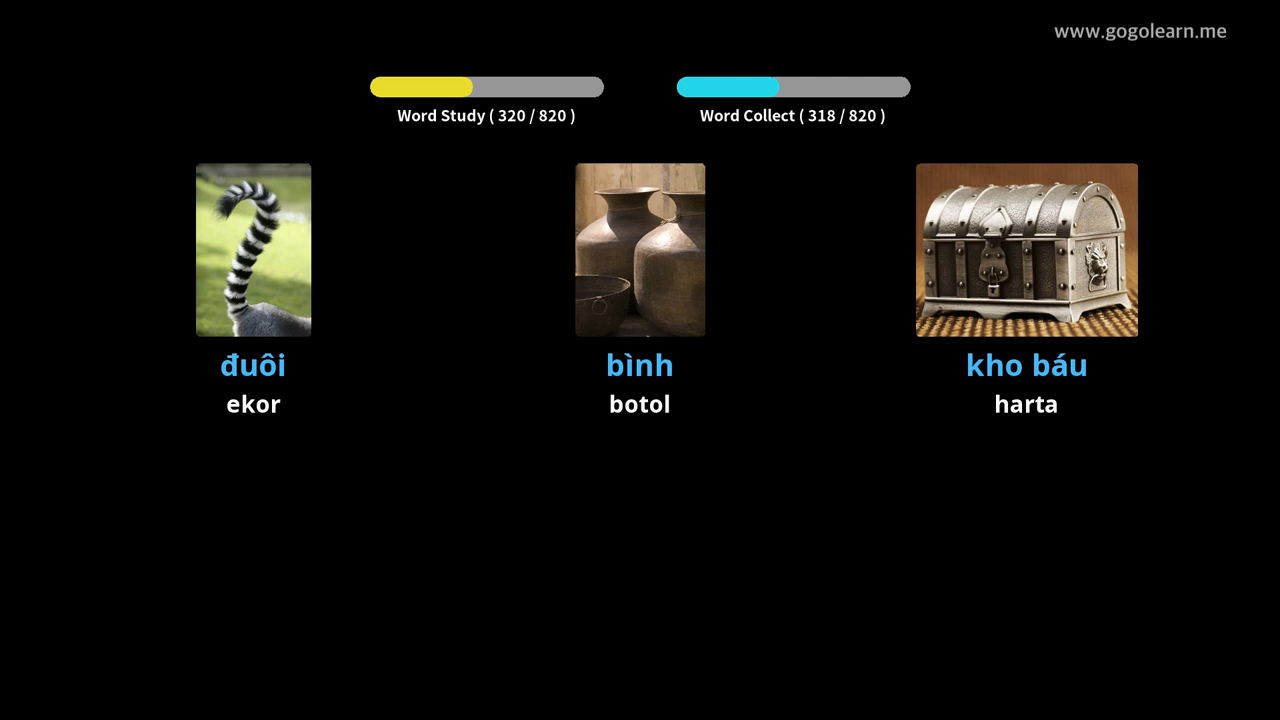 www.gogolearn.me
Word Study ( 320 / 820 )
Word Collect ( 318 / 820 )
đuôi
ekor
bình
botol
kho báu
harta